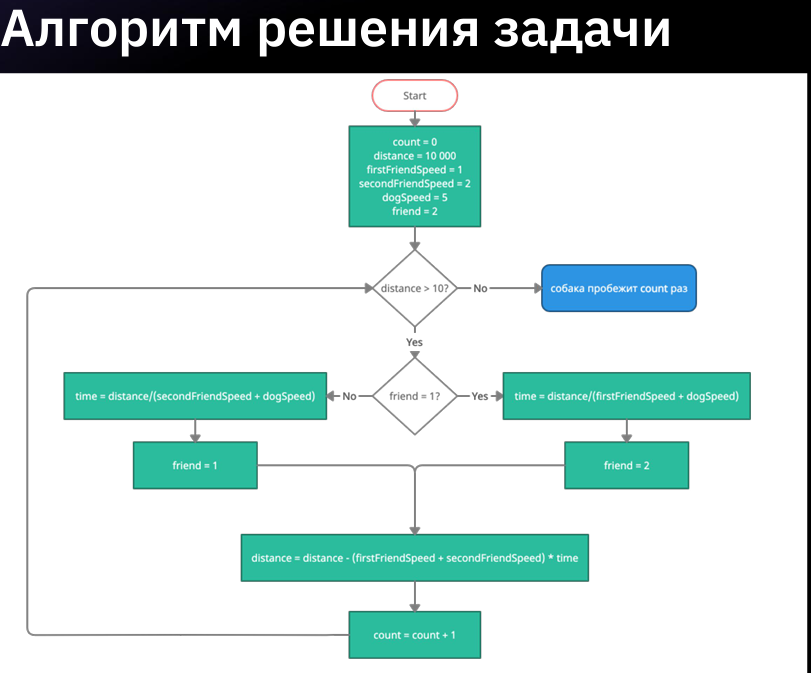 Алгоритм решения задачи
Start
count = 0
distance = 10 000
firstFriendSpeed = 1
secondFriendSpeed = 2
dogSpeed = 5
friend = 2
distance > 10?
No
собака пробежит count раз
Yes
time = distance/(secondFriendSpeed + dogSpeed)
No
friend = 1?
Yes
time = distance/(firstFriendSpeed + dogSpeed)
friend = 1
friend = 2
distance = distance - (firstFriendSpeed + secondFriendSpeed) * time
count = count + 1